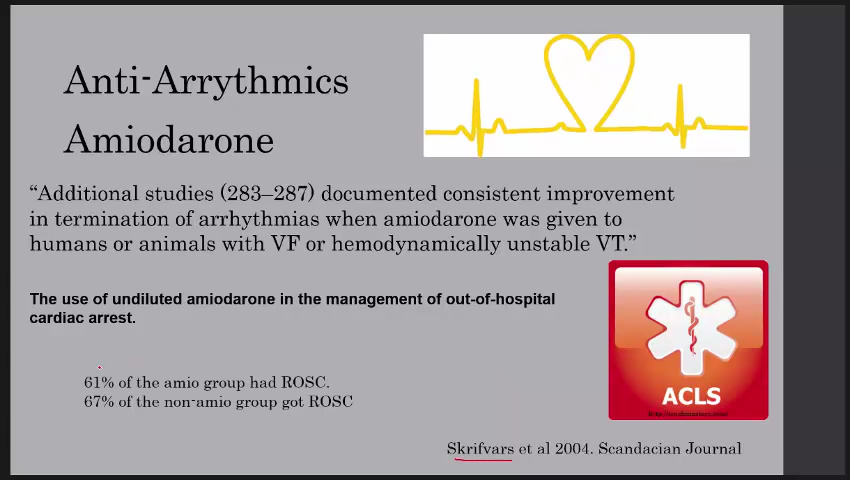 Anti-Arrythmics
Amiodarone
“Additional studies (283–287) documented consistent improvement
in termination of arrhythmias when amiodarone was given to
humans or animals with VF or hemodynamically unstable VT.”
The use of undiluted amiodarone in the management of out-of-hospital
cardiac arrest.
61% of the amio group had ROSC.
67% of the non-amio group got ROSC
ACLS
Skrifvars et al 2004. Scandacian Journal